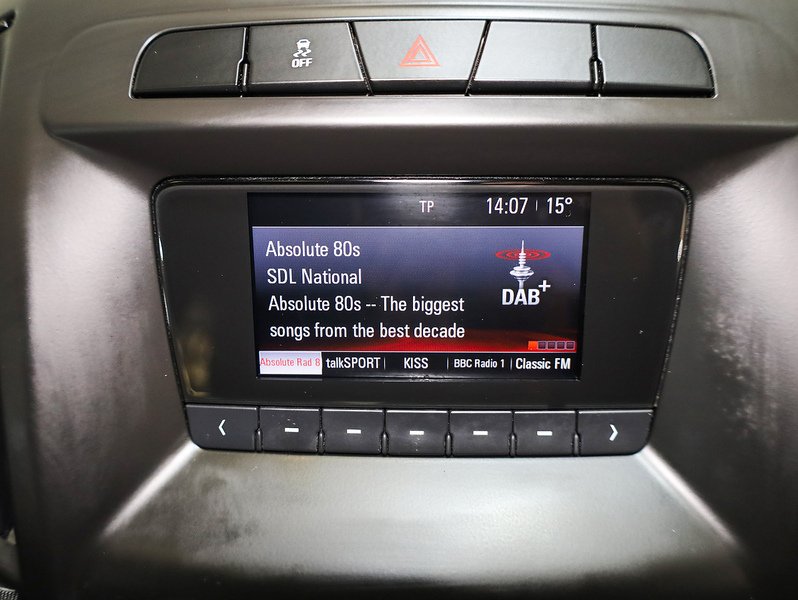 OFF
TP 14:07 15°
Absolute 80s
SDL National
Absolute 80s -- The biggest
songs from the best decade
DAB+
Absolute Rad 8 talkSPORT KISS BBC Radio 1 Classic FM